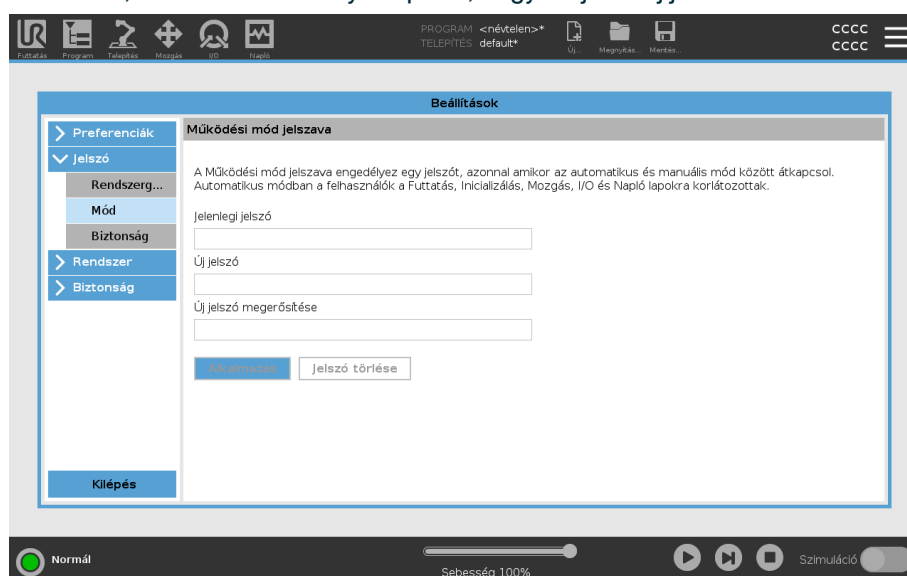 UR
PROGRAM <névtelen>*
TELEPÍTÉS default*
CCCC
CCCC
Futtatás Program Telepítés Mozgás I/O Napló Új... Megnyitás... Mentés...
Beállítások
Preferenciák
Működési mód jelszava
Jelszó
A Működési mód jelszava engedélyez egy jelszót, azonnal amikor az automatikus és manuális mód között átkapcsol.
Automatikus módban a felhasználók a Futtatás, Inicializálás, Mozgás, I/O és Napló lapokra korlátozottak.
Rendszerg...
Mód
Biztonság
Rendszer
Biztonság
Jelenlegi jelszó
Új jelszó
Új jelszó megerősítése
Alkalmazás Jelszó törlése
Kilépés
Normál
Sebesség 100%
Szimuláció